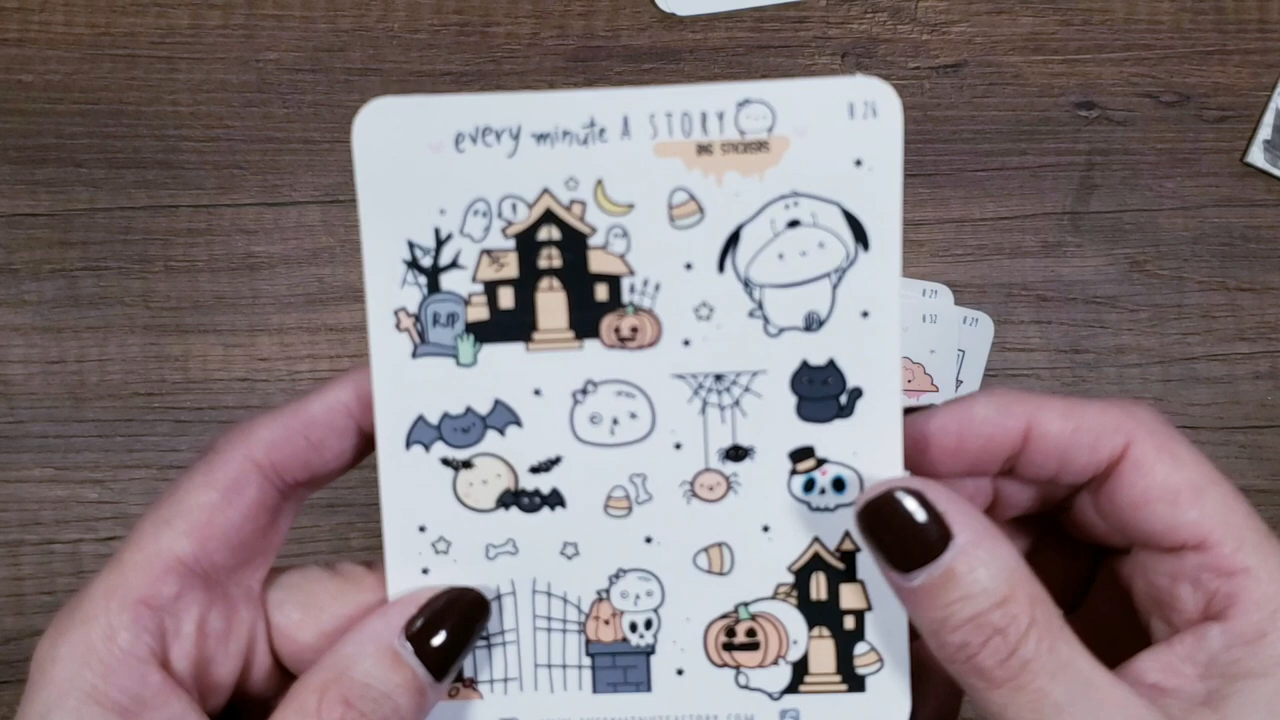 every minute A STORY
BIG STICKERS
B 26
RIP
B 29
B 32
B 29